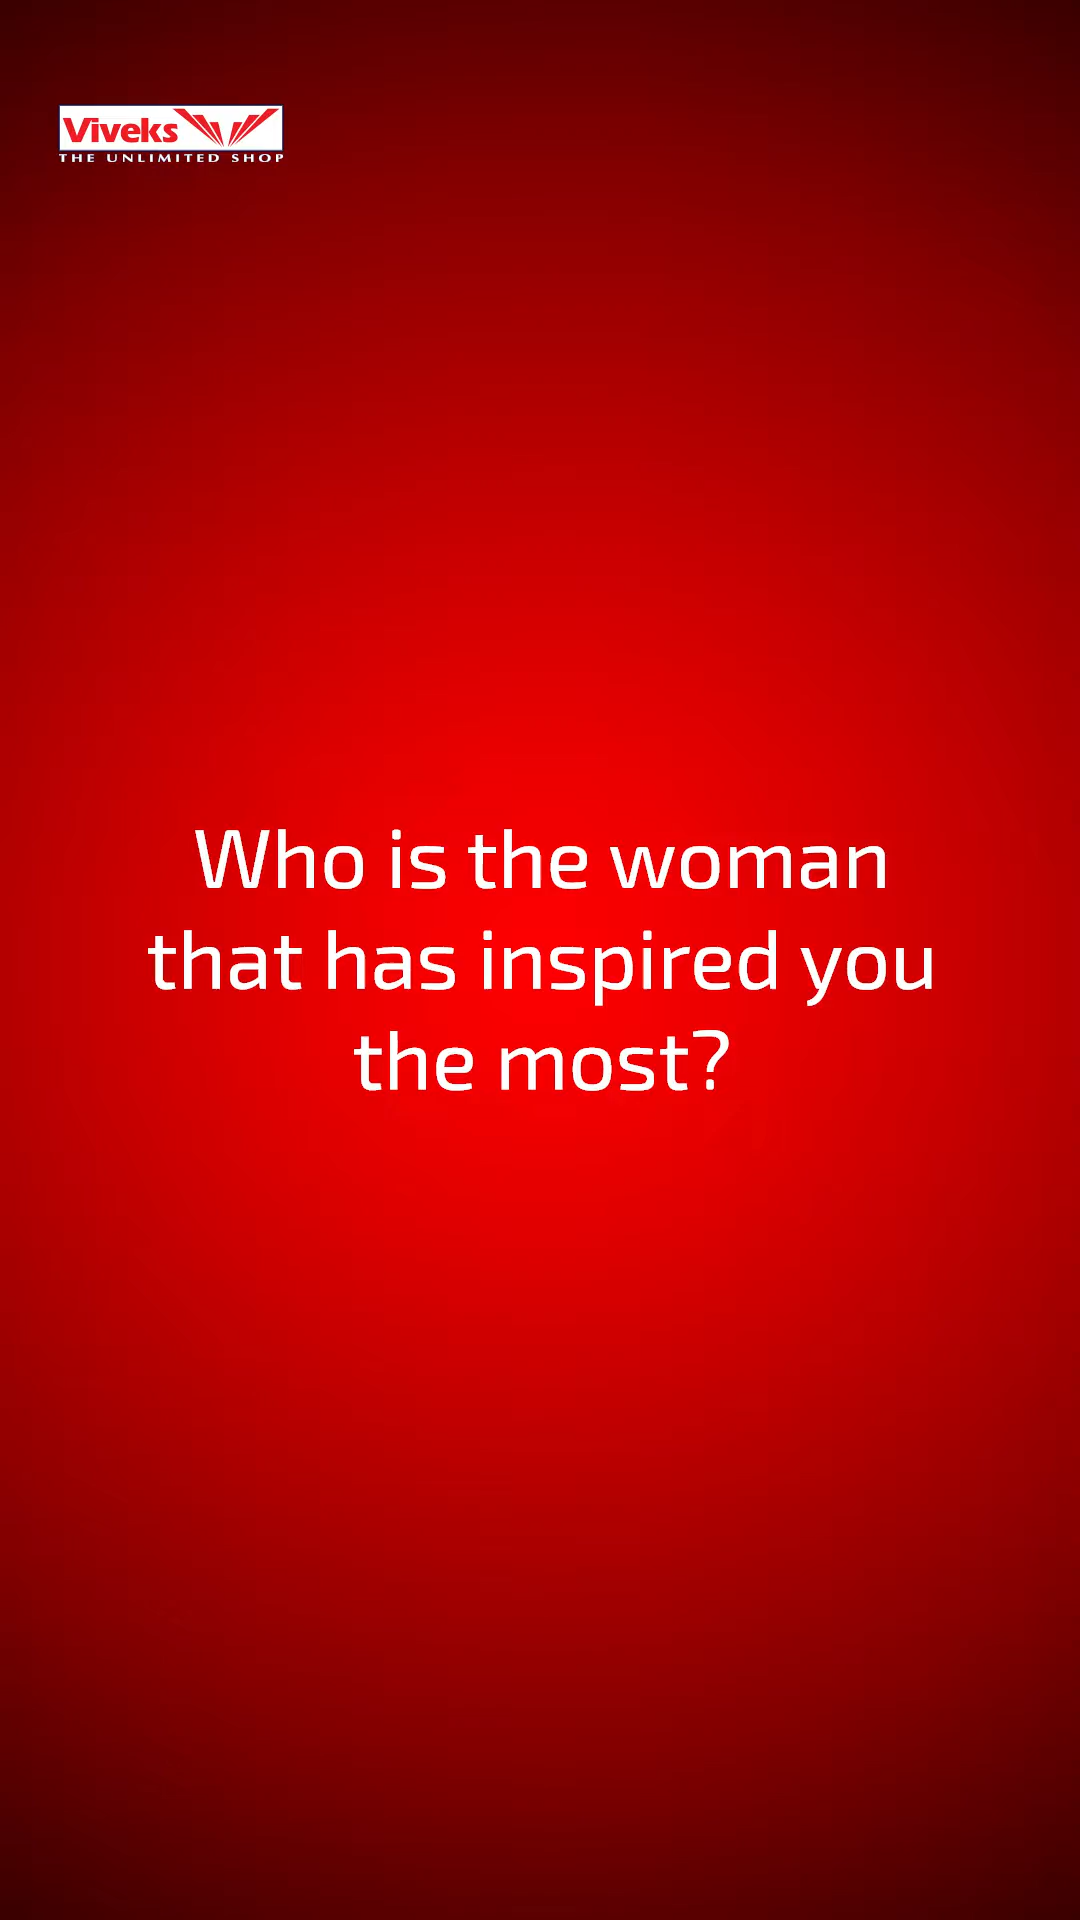 Viveks
THE UNLIMITED SHOP
Who is the woman
that has inspired you
the most?